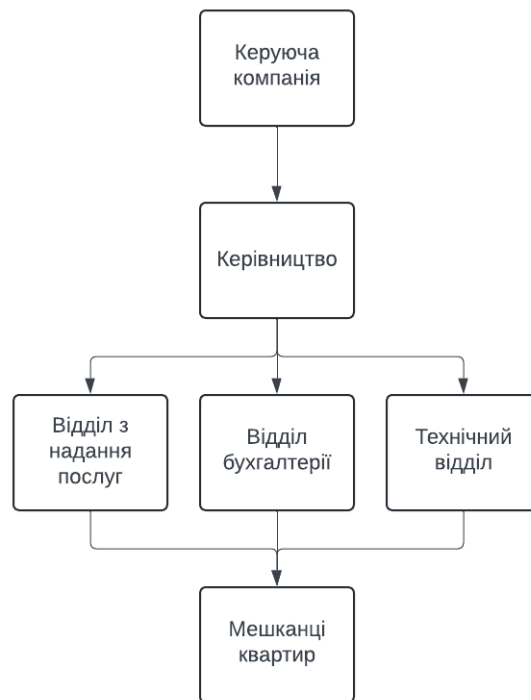 Керуюча
компанія
Керівництво
Відділ з
надання
послуг
Відділ
бухгалтерії
Технічний
відділ
Мешканці
квартир